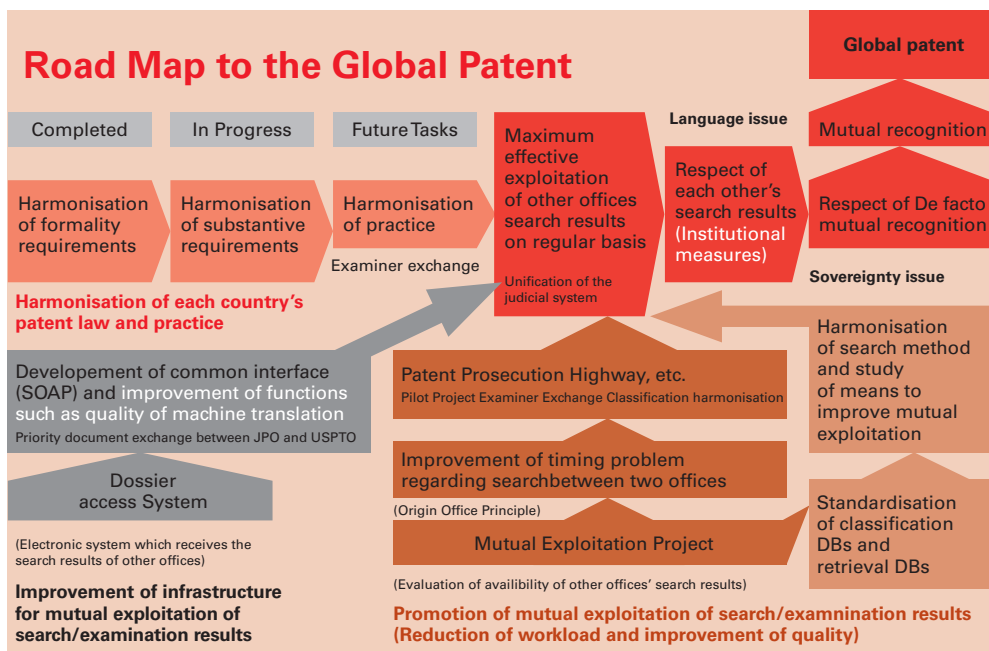 Road Map to the Global Patent
Global patent
Completed
In Progress
Future Tasks
Language issue
Mutual recognition
Harmonisation
of formality
requirements
Harmonisation
of substantive
requirements
Harmonisation
of practice
Examiner exchange
Maximum
effective
exploitation
of other offices
search results
on regular basis
Unification of the
judicial system
Respect of
each other's
search results
(Institutional
measures)
Respect of De facto
mutual recognition
Sovereignty issue
Harmonisation of each country's
patent law and practice
Developement of common interface
(SOAP) and improvement of functions
such as quality of machine translation
Priority document exchange between JPO and USPTO
Dossier
access System
(Electronic system which receives the
search results of other offices)
Improvement of infrastructure
for mutual exploitation of
search/examination results
Patent Prosecution Highway, etc.
Pilot Project Examiner Exchange Classification harmonisation
Improvement of timing problem
regarding searchbetween two offices
(Origin Office Principle)
Mutual Exploitation Project
(Evaluation of availibility of other offices' search results)
Promotion of mutual exploitation of search/examnination results
(Reduction of workload and improvement of quality)
Harmonisation
of search method
and study
of means to
improve mutual
exploitation
Standardisation
of classification
DBs and
retrieval DBs